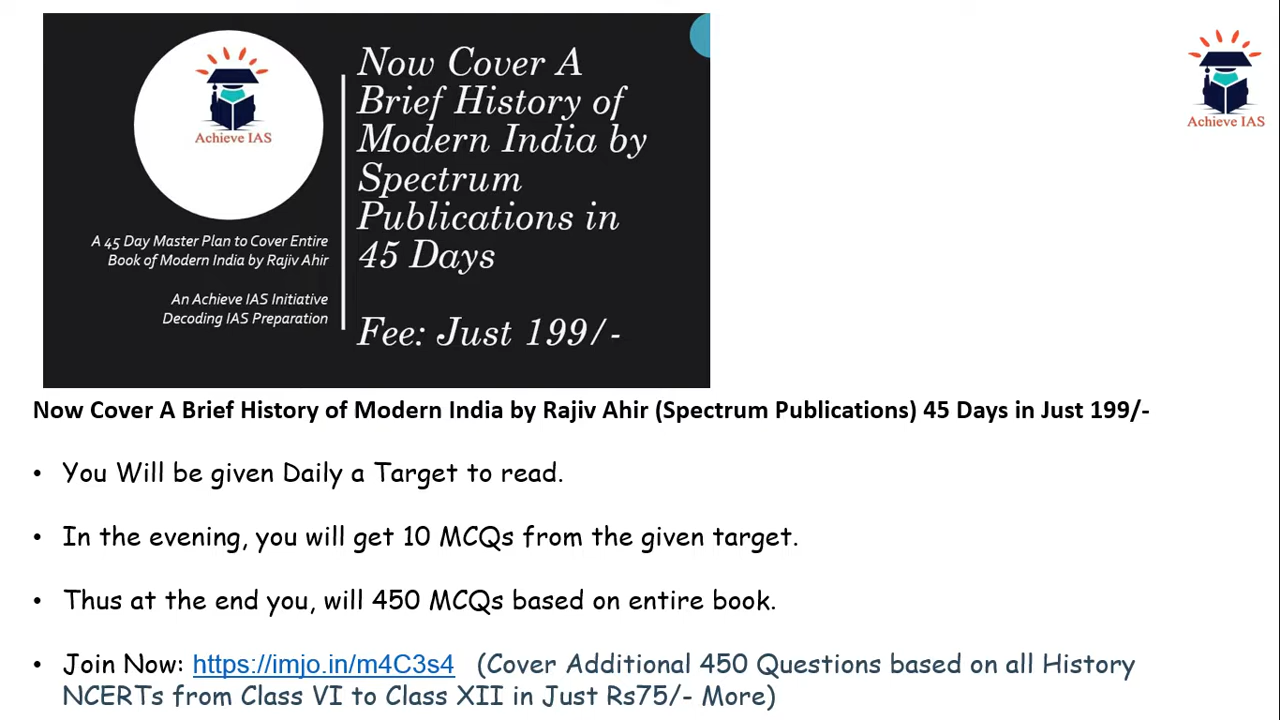 Achieve IAS
A 45 Day Master Plan to Cover Entire
Book of Modern India by Rajiv Ahir
An Achieve IAS Initiative
Decoding IAS Preparation
Now Cover A
Brief History of
Modern India by
Spectrum
Publications in
45 Days
Fee: Just 199/-
Achieve IAS
Now Cover A Brief History of Modern India by Rajiv Ahir (Spectrum Publications) 45 Days in Just 199/-
• You Will be given Daily a Target to read.
• In the evening, you will get 10 MCQs from the given target.
• Thus at the end you, will 450 MCQs based on entire book.
• Join Now: https://imjo.in/m4C3s4 (Cover Additional 450 Questions based on all History
NCERTs from Class VI to Class XII in Just Rs75/- More)